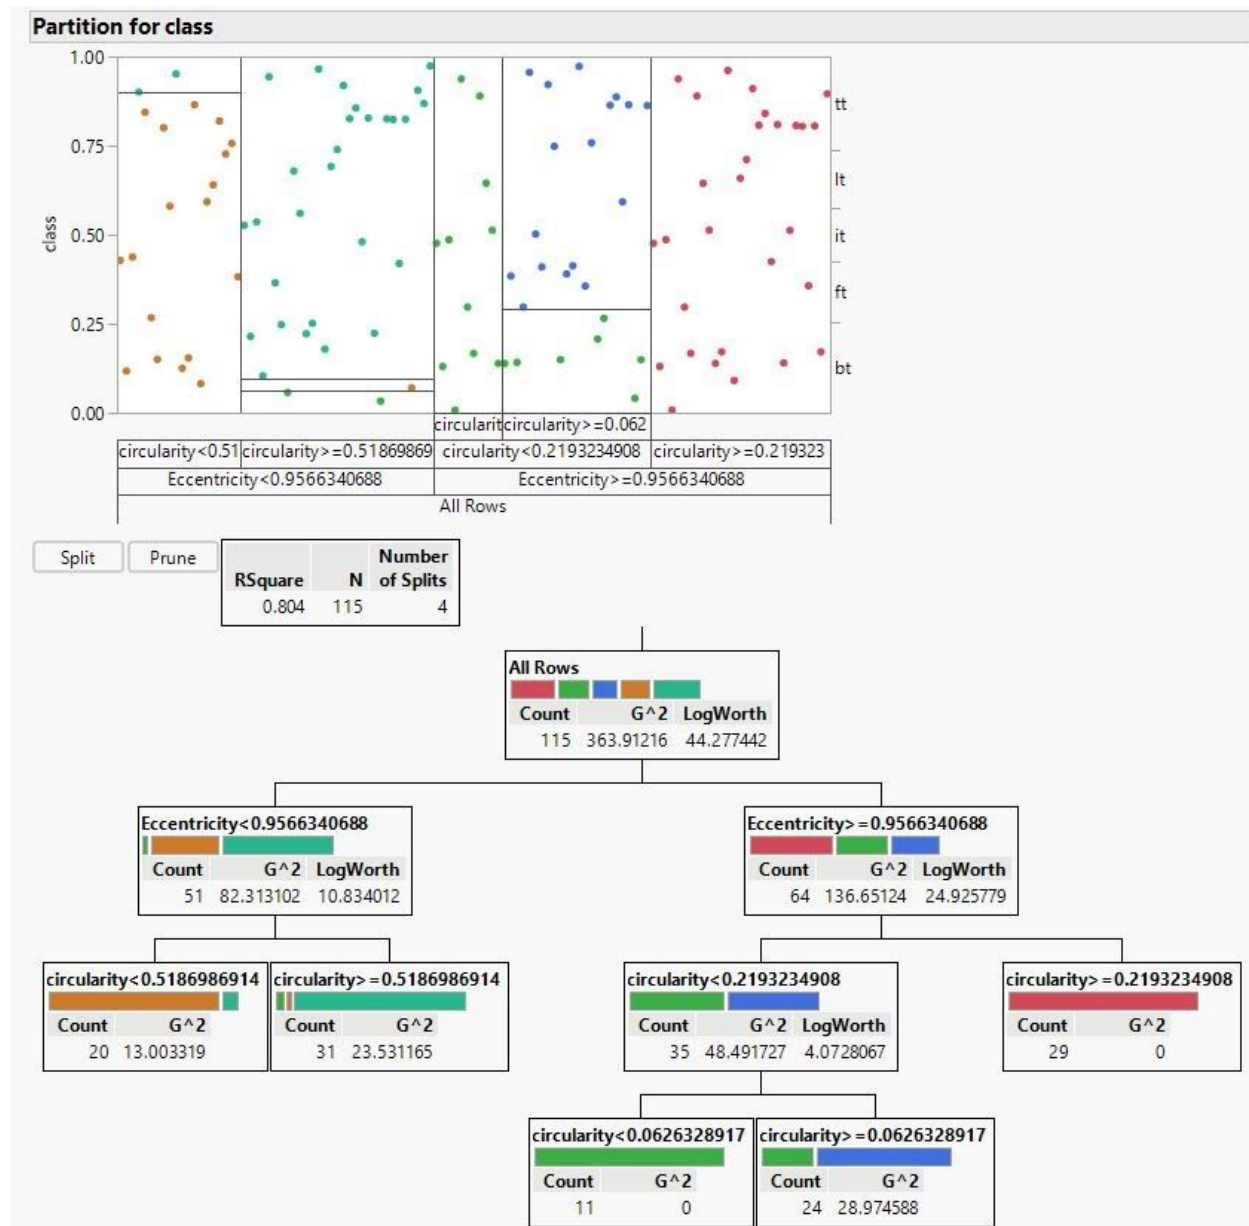 Partition for class
1.00
0.75
0.50
0.25
0.00
class
tt
lt
it
ft
bt
circularit circularity>=0.062
circularity<0.51 circularity>=0.51869869 circularity<0.2193234908 circularity>=0.219323
Eccentricity<0.9566340688 Eccentricity>=0.9566340688
All Rows
Split Prune
Number
RSquare N of Splits
0.804 115 4
All Rows
Count G^2 LogWorth
115 363.91216 44.277442
Eccentricity<0.9566340688 Eccentricity>=0.9566340688
Count G^2 LogWorth Count G^2 LogWorth
51 82.313102 10.834012 64 136.65124 24.925779
circularity<0.5186986914 circularity>=0.5186986914 circularity<0.2193234908 circularity>=0.2193234908
Count G^2 Count G^2 Count G^2 LogWorth Count G^2
20 13.003319 31 23.531165 35 48.491727 4.0728067 29 0
circularity<0.0626328917 circularity>=0.0626328917
Count G^2 Count G^2
11 0 24 28.974588